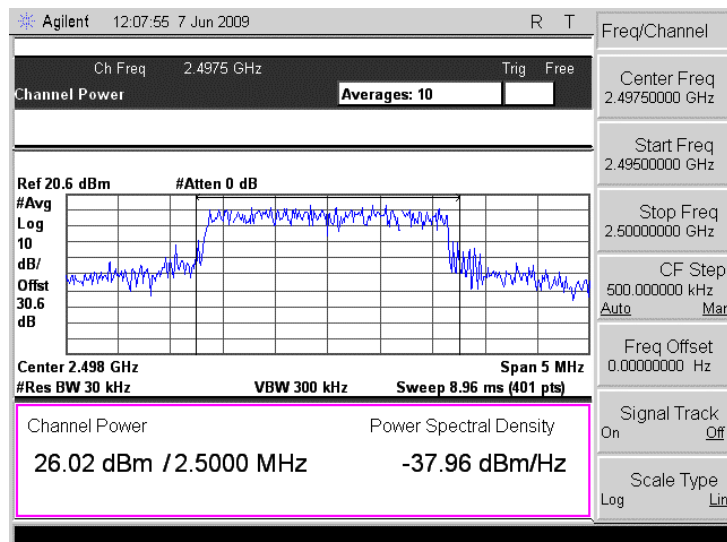 Agilent 12:07:55 7 Jun 2009 R T
Ch Freq 2.4975 GHz Trig Free
Channel Power Averages: 10
Ref 20.6 dBm #Atten 0 dB
#Avg
Log
10
dB/
Offst
30.6
dB
Center 2.498 GHz Span 5 MHz
#Res BW 30 kHz VBW 300 kHz Sweep 8.96 ms (401 pts)
Channel Power Power Spectral Density
26.02 dBm / 2.5000 MHz -37.96 dBm/Hz
Freq/Channel
Center Freq
2.49750000 GHz
Start Freq
2.49500000 GHz
Stop Freq
2.50000000 GHz
CF Step
500.000000 kHz
Auto Man
Freq Offset
0.00000000 Hz
Signal Track
On Off
Scale Type
Log Lin